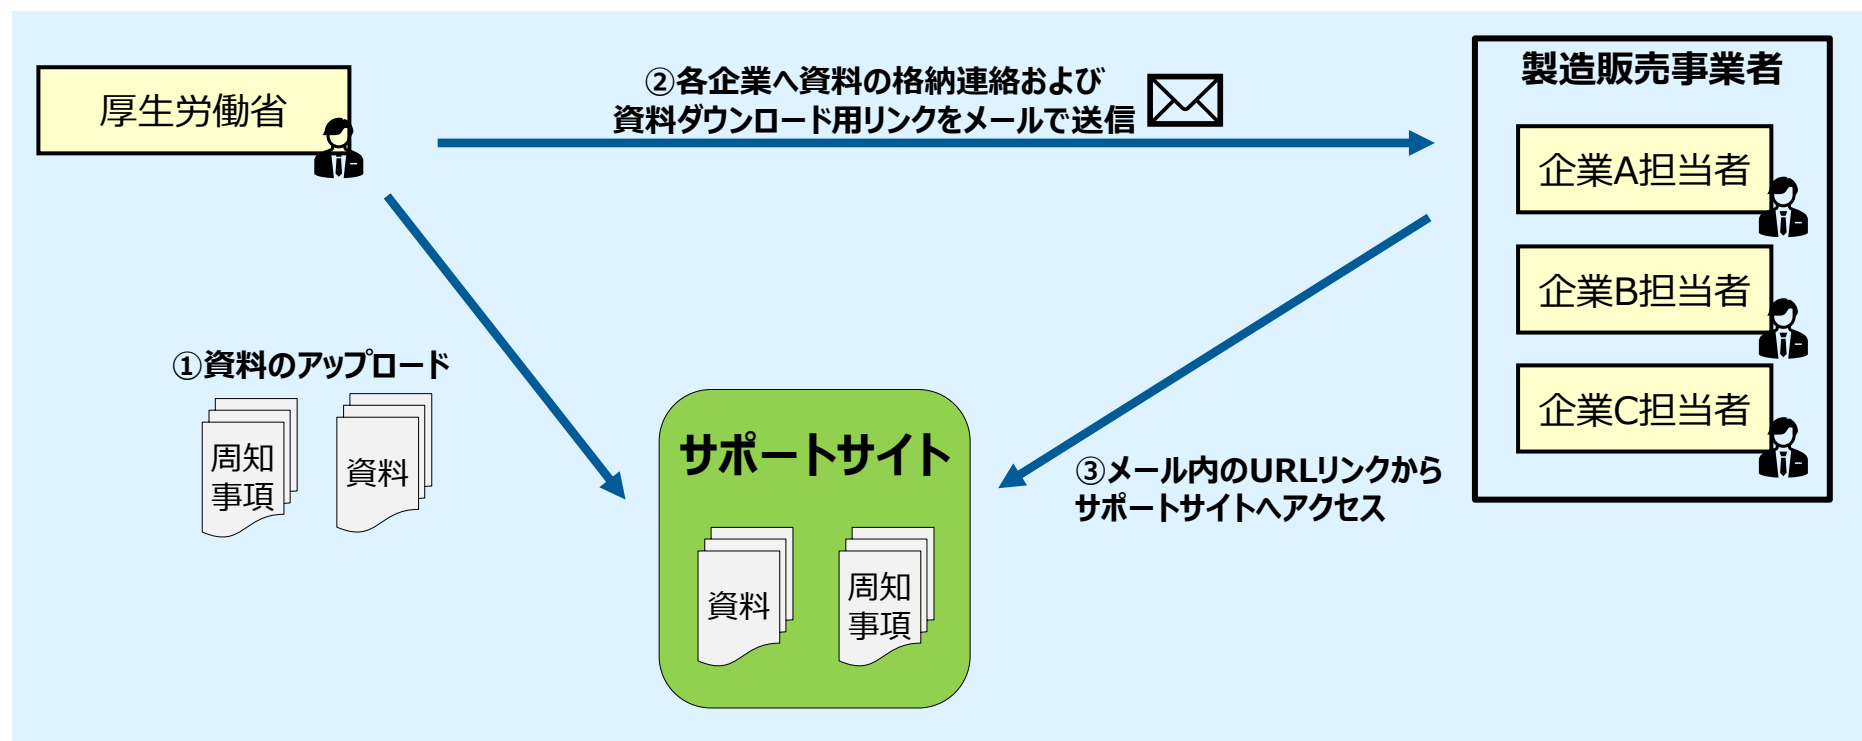 厚生労働省
②各企業へ資料の格納連絡および
資料ダウンロード用リンクをメールで送信
製造販売事業者
企業A担当者
企業B担当者
企業C担当者
①資料のアップロード
周知
事項
資料
サポートサイト
資料
周知
事項
③メール内のURLリンクから
サポートサイトへアクセス